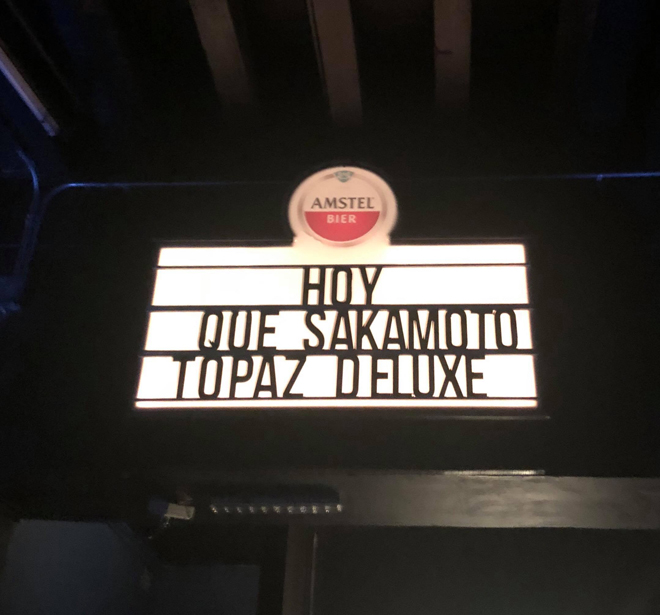 AMSTEL
BIER
HOY
QUE SAKAMOTO
TOPAZ DELUXE